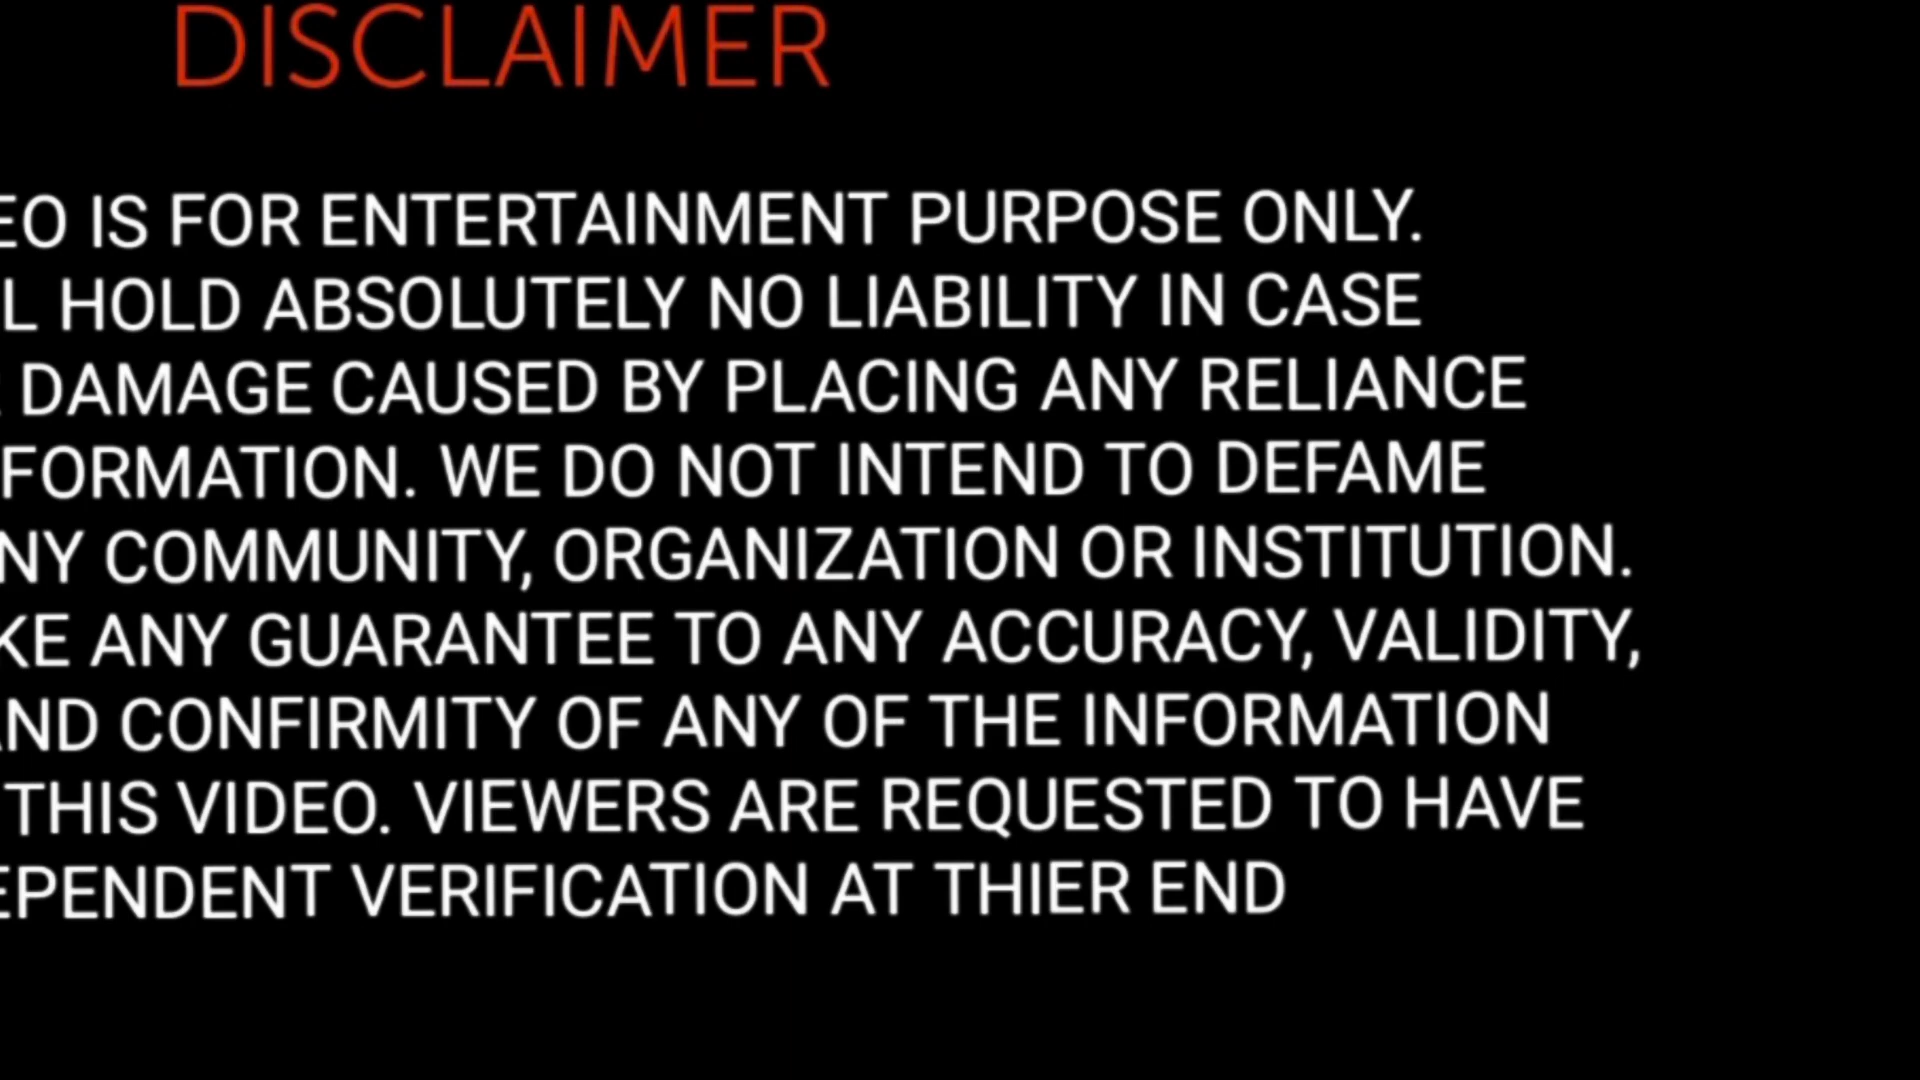 DISCLAIMER
EO IS FOR ENTERTAINMENT PURPOSE ONLY.
L HOLD ABSOLUTELY NO LIABILITY IN CASE
DAMAGE CAUSED BY PLACING ANY RELIANCE
FORMATION. WE DO NOT INTEND TO DEFAME
NY COMMUNITY, ORGANIZATION OR INSTITUTION.
KE ANY GUARANTEE TO ANY ACCURACY, VALIDITY,
ND CONFIRMITY OF ANY OF THE INFORMATION
THIS VIDEO. VIEWERS ARE REQUESTED TO HAVE
EPENDENT VERIFICATION AT THIER END